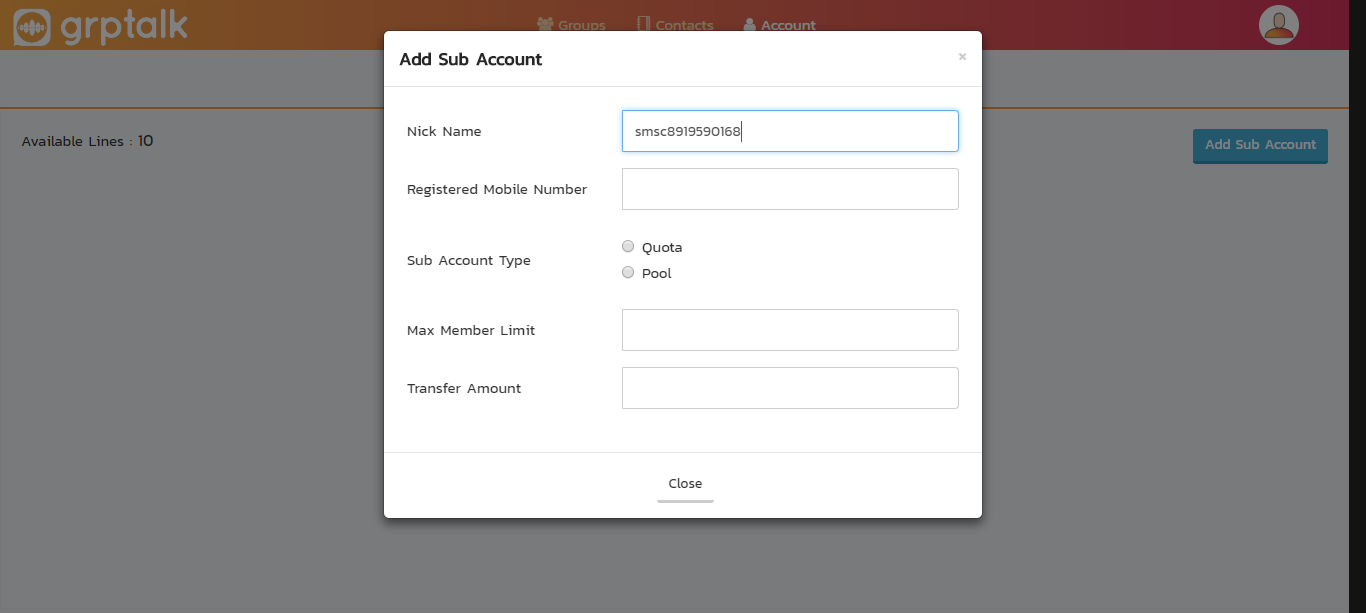 grptalk
Groups Contacts Account
Add Sub Account ×
Nick Name smsc8919590168
Available Lines : 10
Add Sub Account
Registered Mobile Number
Quota
Sub Account Type
Pool
Max Member Limit
Transfer Amount
Close